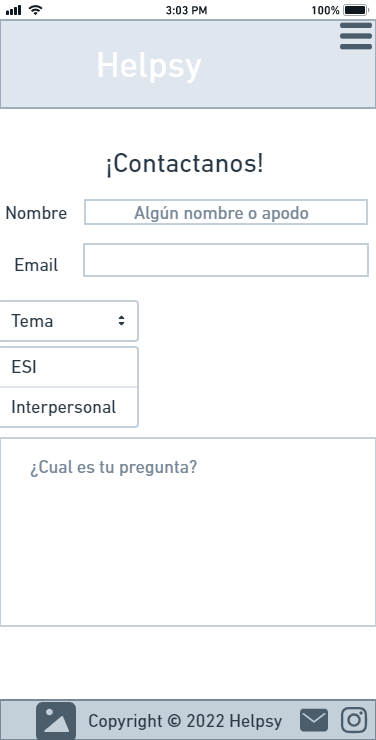 3:03 PM 100%
Helpsy
¡Contactanos!
Nombre Algún nombre o apodo
Email
Tema
ESI
Interpersonal
¿Cual es tu pregunta?
Copyright © 2022 Helpsy